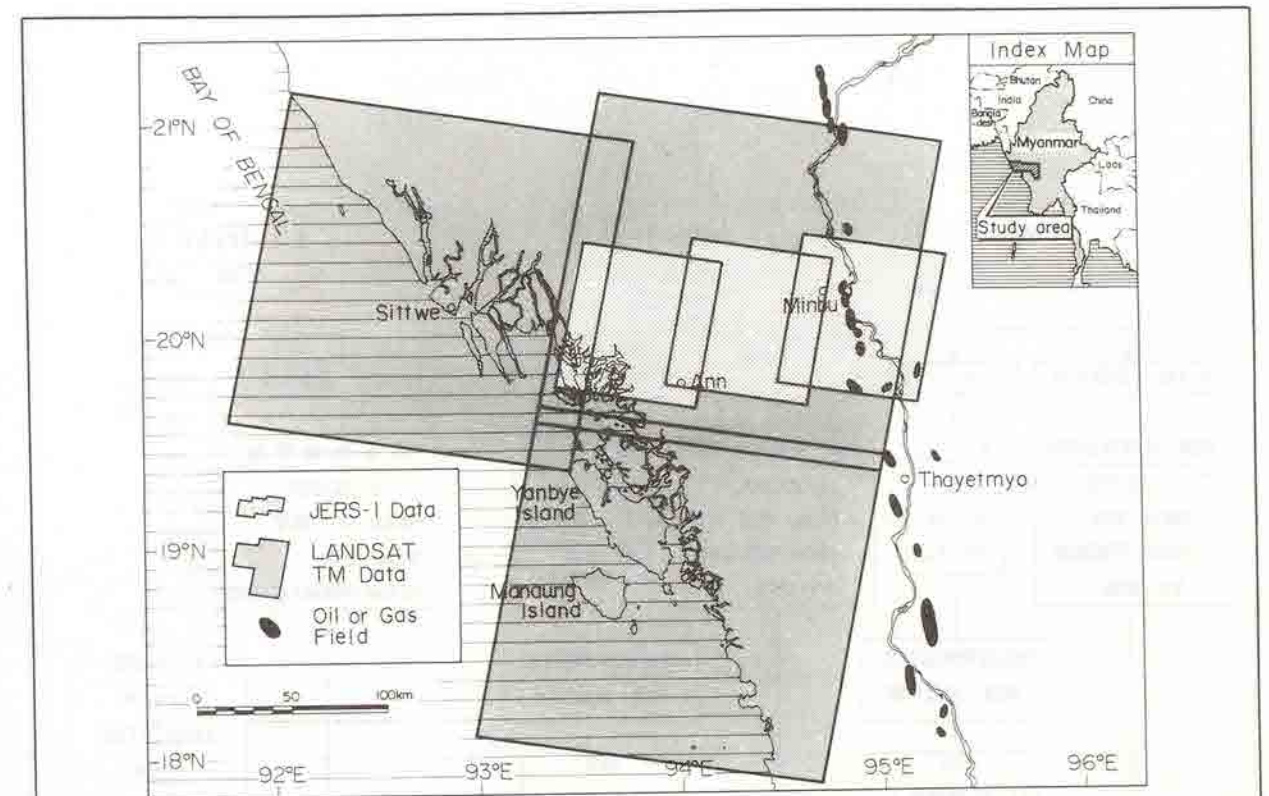 BAY OF BENGAL
Index Map
Bhutan
India
China
Bangla
desh
Myanmar
Laos
Thailand
Study area
21°N
Sittwe
Minbu
20°N
Ann
Thayetmyo
Yanbye
Island
19°N
Manaung
Island
JERS-1 Data
LANDSAT
TM Data
Oil or Gas
Field
0 50 100km
18°N
92°E 93°E 94°E 95°E 96°E